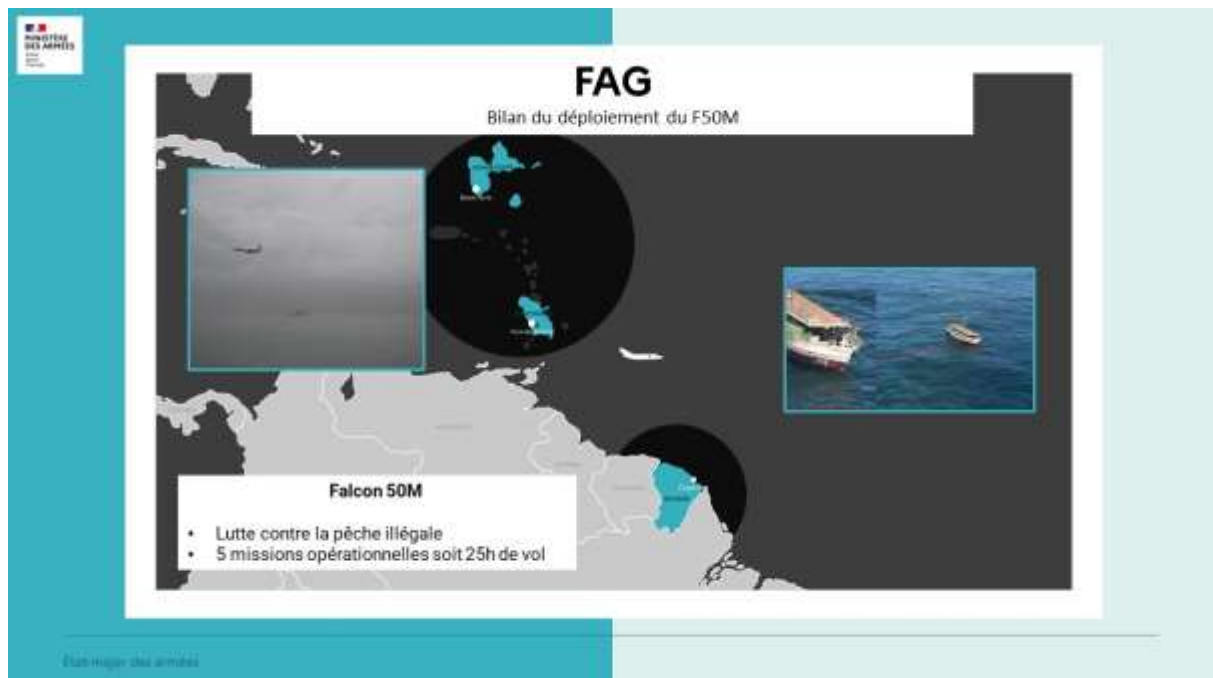 MINISTÈRE
DES ARMÉES
FAG
Bilan du déploiement du F50M
Falcon 50M
• Lutte contre la pêche illégale
• 5 missions opérationnelles soit 25h de vol
État-major des armées